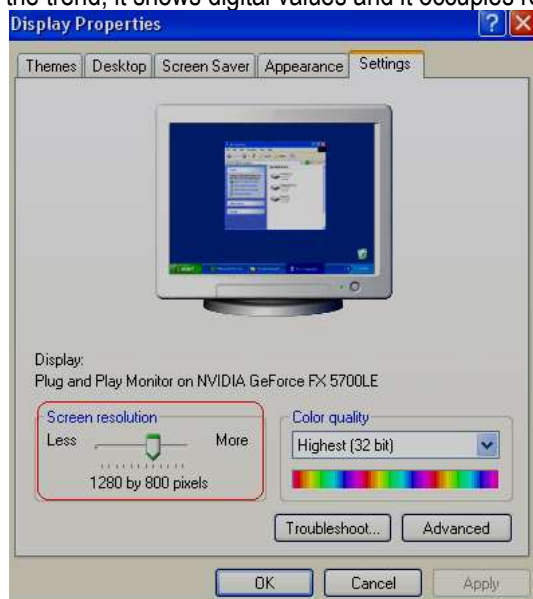 the trend, it shows digital values and it occupies
Display Properties
Themes Desktop Screen Saver Appearance Settings
Display:
Plug and Play Monitor on NVIDIA GeForce FX 5700LE
Screen resolution
Less More
1280 by 800 pixels
Color quality
Highest (32 bit)
Troubleshoot... Advanced
OK Cancel Apply